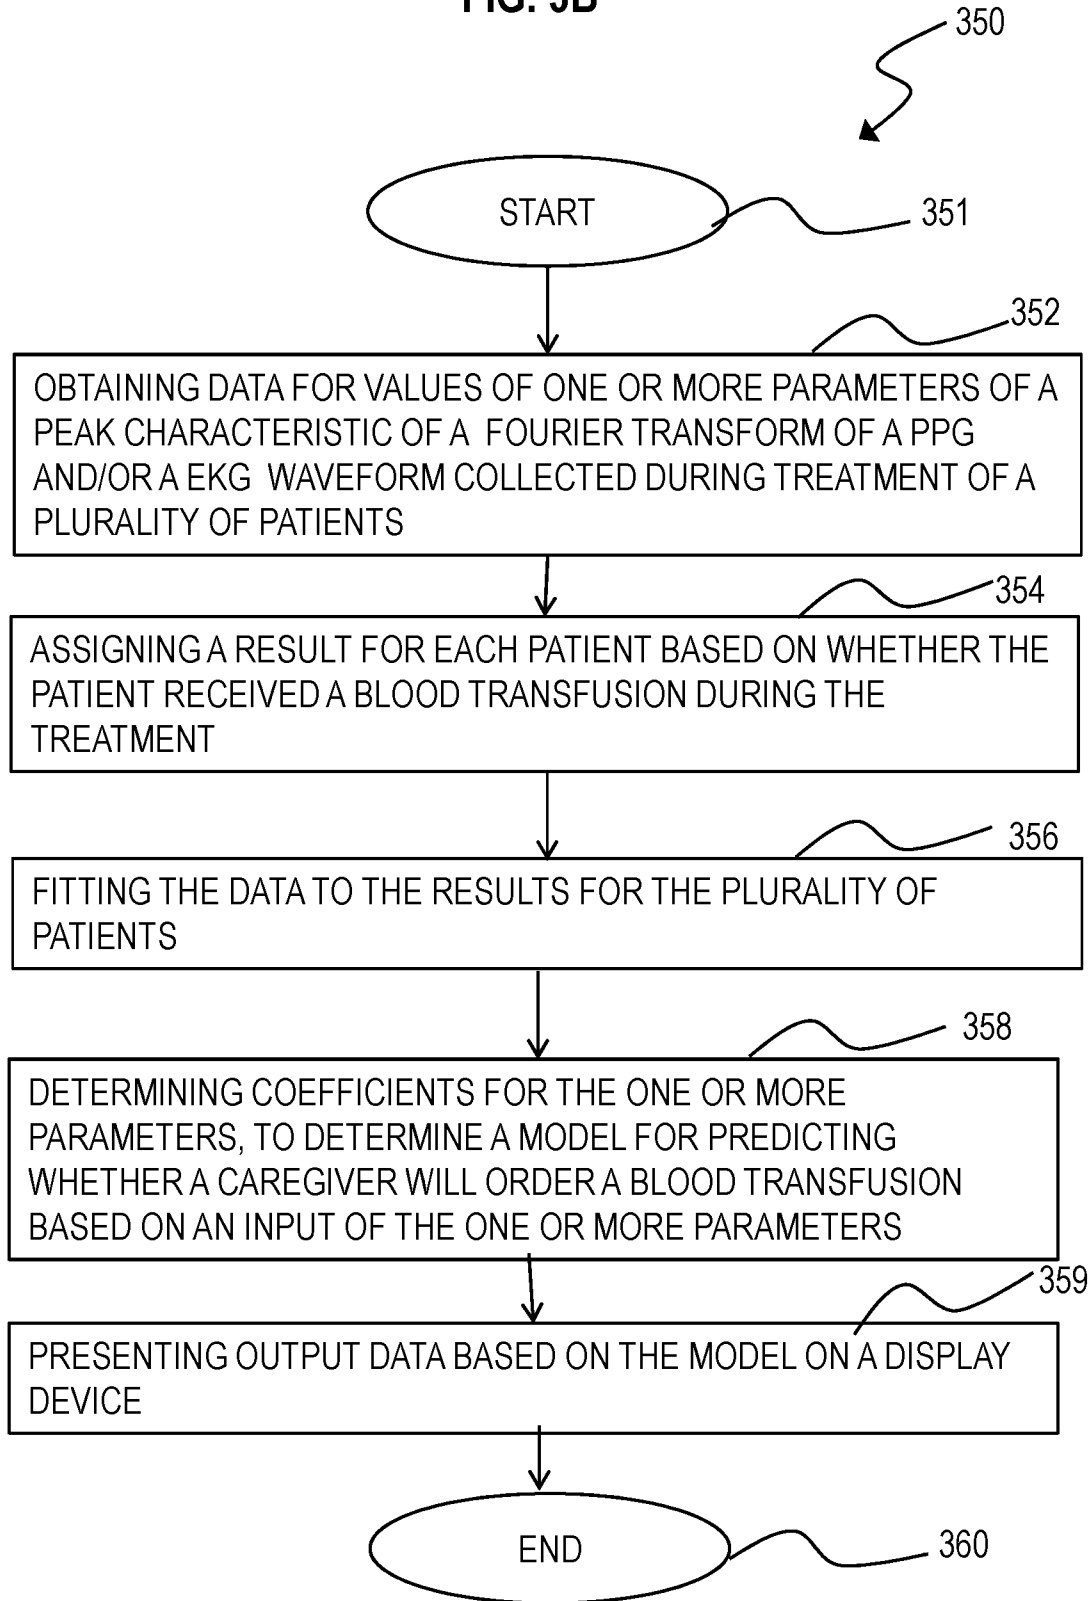 FIG. 3B
350
START
351
352
OBTAINING DATA FOR VALUES OF ONE OR MORE PARAMETERS OF A
PEAK CHARACTERISTIC OF A FOURIER TRANSFORM OF A PPG
AND/OR A EKG WAVEFORM COLLECTED DURING TREATMENT OF A
PLURALITY OF PATIENTS
354
ASSIGNING A RESULT FOR EACH PATIENT BASED ON WHETHER THE
PATIENT RECEIVED A BLOOD TRANSFUSION DURING THE
TREATMENT
356
FITTING THE DATA TO THE RESULTS FOR THE PLURALITY OF
PATIENTS
358
DETERMINING COEFFICIENTS FOR THE ONE OR MORE
PARAMETERS, TO DETERMINE A MODEL FOR PREDICTING
WHETHER A CAREGIVER WILL ORDER A BLOOD TRANSFUSION
BASED ON AN INPUT OF THE ONE OR MORE PARAMETERS
359
PRESENTING OUTPUT DATA BASED ON THE MODEL ON A DISPLAY
DEVICE
END
360